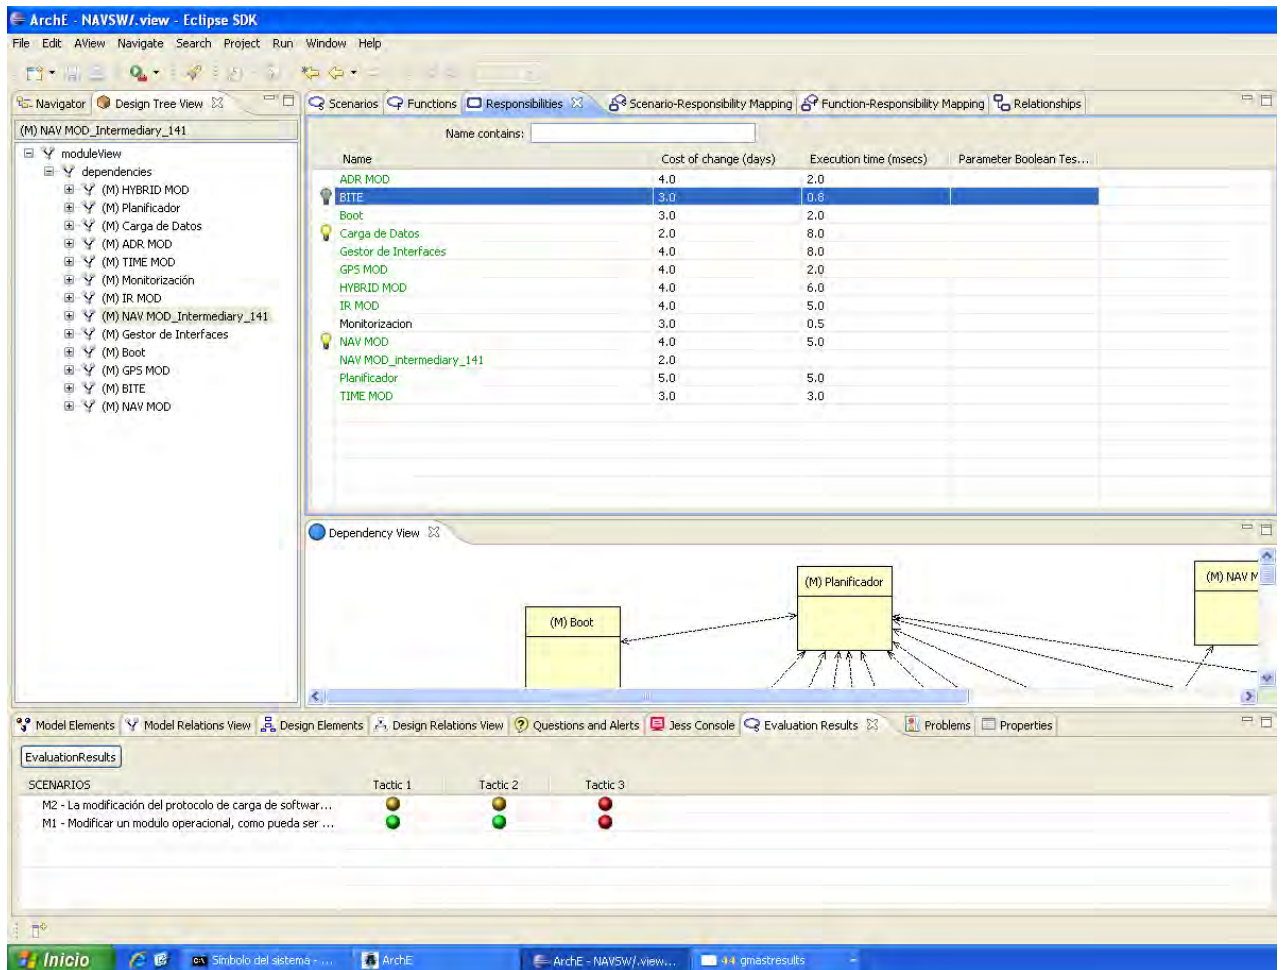 ArchE - NAVSW/.view - Eclipse SDK
File Edit AView Navigate Search Project Run Window Help
Navigator Design Tree View Scenarios Functions Responsibilities Scenario-Responsibility Mapping Function-Responsibility Mapping Relationships
(M) NAV MOD_Intermediary_141
moduleView
dependencies
(M) HYBRID MOD
(M) Planificador
(M) Carga de Datos
(M) ADR MOD
(M) TIME MOD
(M) Monitorización
(M) IR MOD
(M) NAV MOD_Intermediary_141
(M) Gestor de Interfaces
(M) Boot
(M) GPS MOD
(M) BITE
(M) NAV MOD
Name contains:
Name Cost of change (days) Execution time (msecs) Parameter Boolean Tes...
ADR MOD 4.0 2.0
BITE 3.0 0.8
Boot 3.0 2.0
Carga de Datos 2.0 8.0
Gestor de Interfaces 4.0 8.0
GPS MOD 4.0 2.0
HYBRID MOD 4.0 6.0
IR MOD 4.0 5.0
Monitorizacion 3.0 0.5
NAV MOD 4.0 5.0
NAV MOD_intermediary_141 2.0
Planificador 5.0 5.0
TIME MOD 3.0 3.0
Dependency View
(M) Planificador
(M) NAV M
(M) Boot
Model Elements Model Relations View Design Elements Design Relations View Questions and Alerts Jess Console Evaluation Results Problems Properties
EvaluationResults
SCENARIOS Tactic 1 Tactic 2 Tactic 3
M2 - La modificación del protocolo de carga de softwar...
M1 - Modificar un modulo operacional, como pueda ser ...
Inicio Símbolo del sistema - ... ArchE ArchE - NAVSW/.view... gmastresults